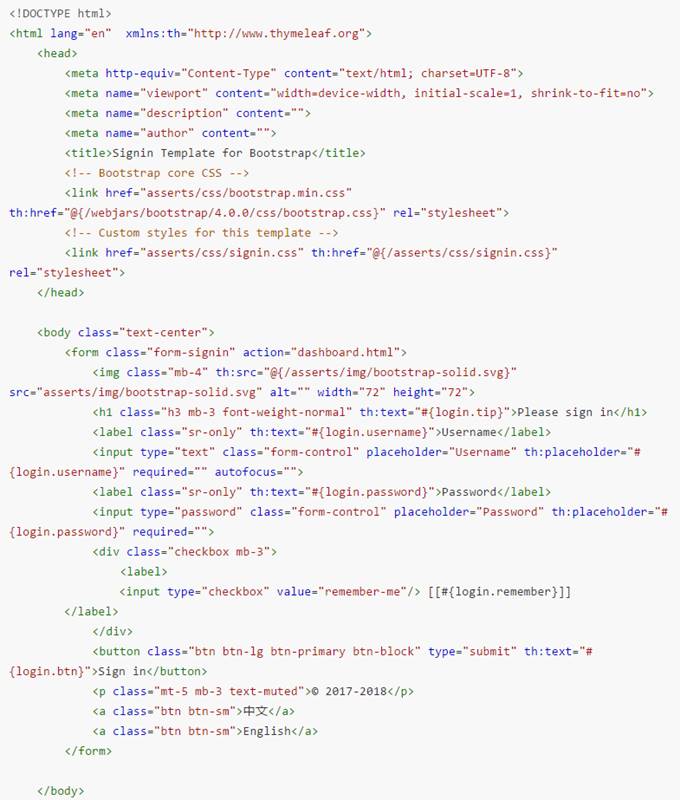 <!DOCTYPE html>
<html lang="en"  xmlns:th="http://www.thymeleaf.org">
    <head>
        <meta http-equiv="Content-Type" content="text/html; charset=UTF-8">
        <meta name="viewport" content="width=device-width, initial-scale=1, shrink-to-fit=no">
        <meta name="description" content="">
        <meta name="author" content="">
        <title>Signin Template for Bootstrap</title>
        <!-- Bootstrap core CSS -->
        <link href="asserts/css/bootstrap.min.css"
th:href="@{/webjars/bootstrap/4.0.0/css/bootstrap.css}" rel="stylesheet">
        <!-- Custom styles for this template -->
        <link href="asserts/css/signin.css" th:href="@{/asserts/css/signin.css}"
rel="stylesheet">
    </head>

    <body class="text-center">
        <form class="form-signin" action="dashboard.html">
            <img class="mb-4" th:src="@{/asserts/img/bootstrap-solid.svg}"
src="asserts/img/bootstrap-solid.svg" alt="" width="72" height="72">
            <h1 class="h3 mb-3 font-weight-normal" th:text="#{login.tip}">Please sign in</h1>
            <label class="sr-only" th:text="#{login.username}">Username</label>
            <input type="text" class="form-control" placeholder="Username" th:placeholder="#
{login.username}" required="" autofocus="">
            <label class="sr-only" th:text="#{login.password}">Password</label>
            <input type="password" class="form-control" placeholder="Password" th:placeholder="#
{login.password}" required="">
            <div class="checkbox mb-3">
                <label>
                <input type="checkbox" value="remember-me"/> [[#{login.remember}]]
        </label>
            </div>
            <button class="btn btn-lg btn-primary btn-block" type="submit" th:text="#
{login.btn}">Sign in</button>
            <p class="mt-5 mb-3 text-muted">© 2017-2018</p>
            <a class="btn btn-sm">中文</a>
            <a class="btn btn-sm">English</a>
        </form>

    </body>